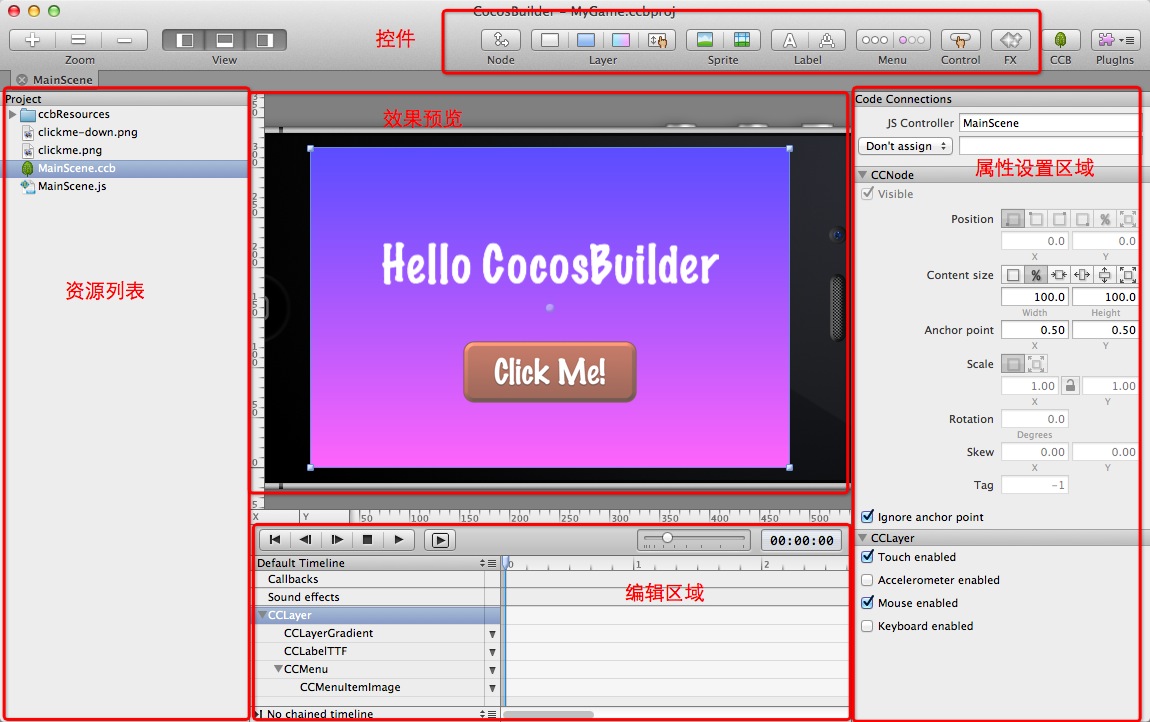 CocosBuilder – MyGame.ccbproj
控件
Zoom View Node Layer Sprite Label Menu Control FX CCB PlugIns
MainScene
Project
ccbResources
clickme-down.png
clickme.png
MainScene.ccb
MainScene.js
资源列表
效果预览
Hello CocosBuilder
Click Me!
X Y 50 100 150 200 250 300 350 400 450 500
00:00:00
Default Timeline 0 1 2
Callbacks
Sound effects
编辑区域
CCLayer
CCLayerGradient
CCLabelTTF
CCMenu
CCMenuItemImage
No chained timeline
Code Connections
JS Controller MainScene
Don't assign
属性设置区域
CCNode
Visible
Position %
0.0 0.0
X Y
Content size %
100.0 100.0
Width Height
Anchor point 0.50 0.50
X Y
Scale
1.00 1.00
X Y
Rotation 0.0
Degrees
Skew 0.00 0.00
X Y
Tag -1
Ignore anchor point
CCLayer
Touch enabled
Accelerometer enabled
Mouse enabled
Keyboard enabled